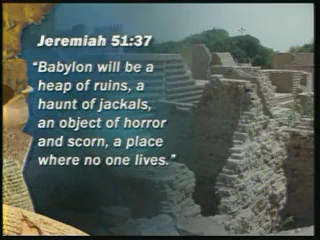 Jeremiah 51:37
"Babylon will be a
heap of ruins, a
haunt of jackals,
an object of horror
and scorn, a place
where no one lives."